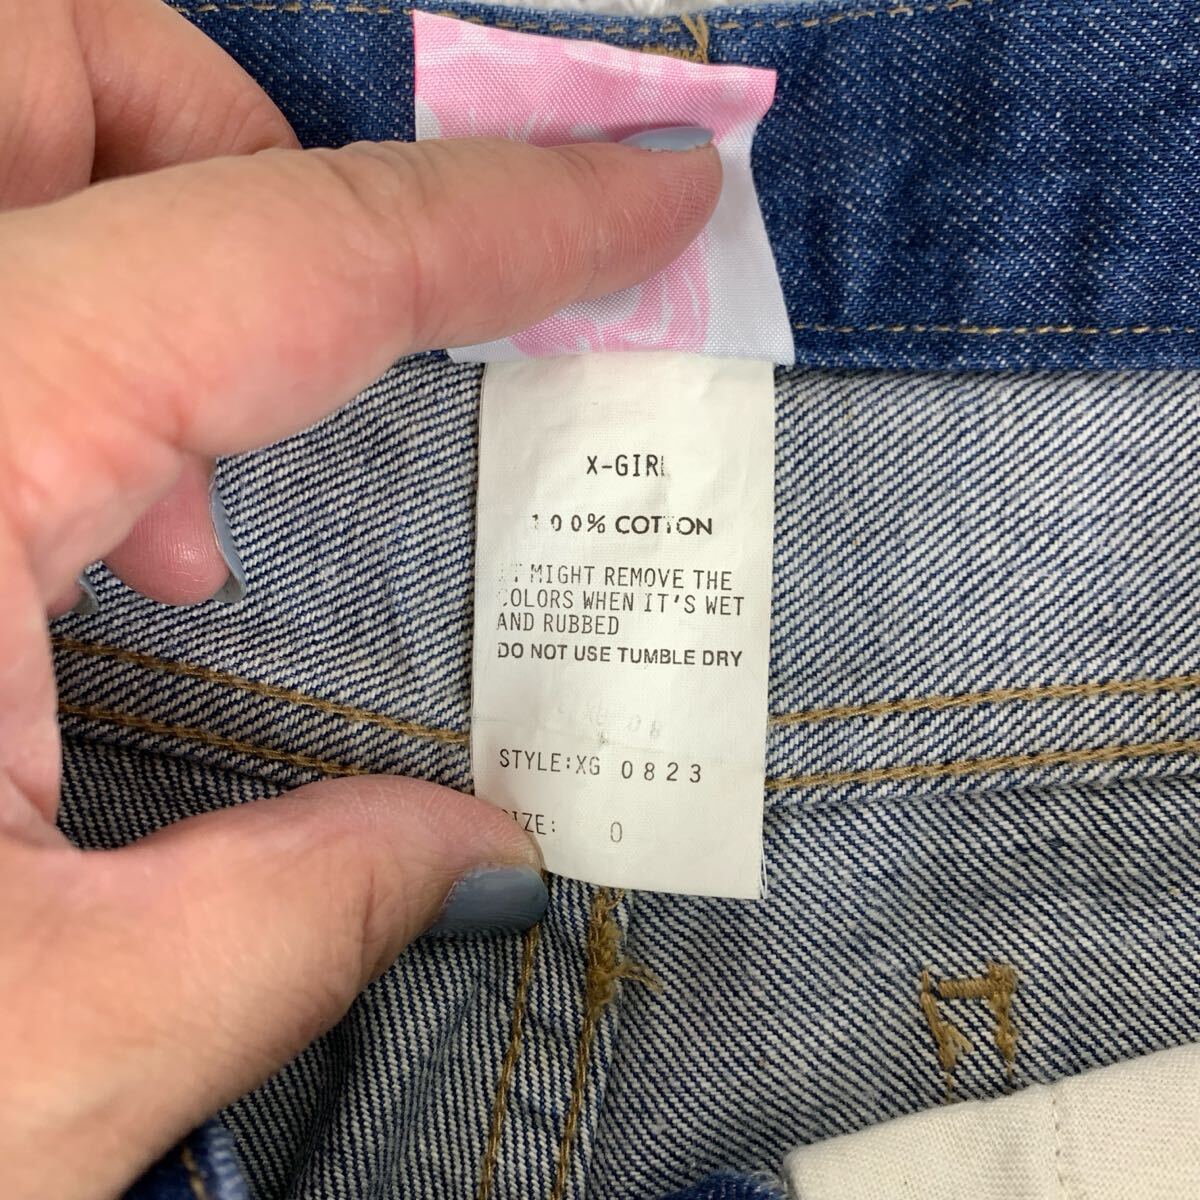 X-GIRL
100% COTTON
IT MIGHT REMOVE THE
COLORS WHEN IT'S WET
AND RUBBED
DO NOT USE TUMBLE DRY
STYLE:XG 0823
SIZE: 0